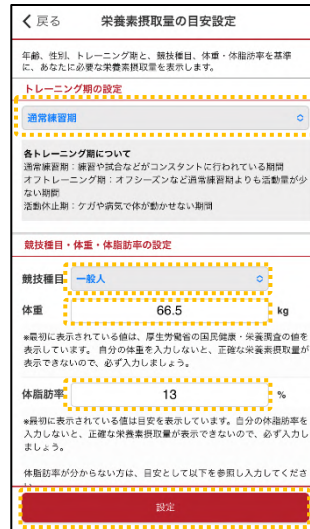 戻る 栄養素摂取量の目安設定
年齢、性別、トレーニング期と、競技種目、体重・体脂肪率を基準
に、あなたに必要な栄養素摂取量を表示します。
トレーニング期の設定
通常練習期
各トレーニング期について
通常練習期：練習や試合などがコンスタントに行われている期間
オフトレーニング期：オフシーズンなど通常練習期よりも活動量が少
ない期間
活動休止期：ケガや病気で体が動かせない期間
競技種目・体重・体脂肪率の設定
競技種目 一般人
体重 66.5 kg
*最初に表示されている値は、厚生労働省の国民健康・栄養調査の値を
表示しています。 自分の体重を入力しないと、正確な栄養素摂取量が
表示できないので、必ず入力しましょう。
体脂肪率 13 %
*最初に表示されている値は目安を表示しています。自分の体脂肪率を
入力しないと、正確な栄養素摂取量が表示できないので、必ず入力し
ましょう。
体脂肪率が分からない方は、目安として以下を参照し入力してくださ
設定